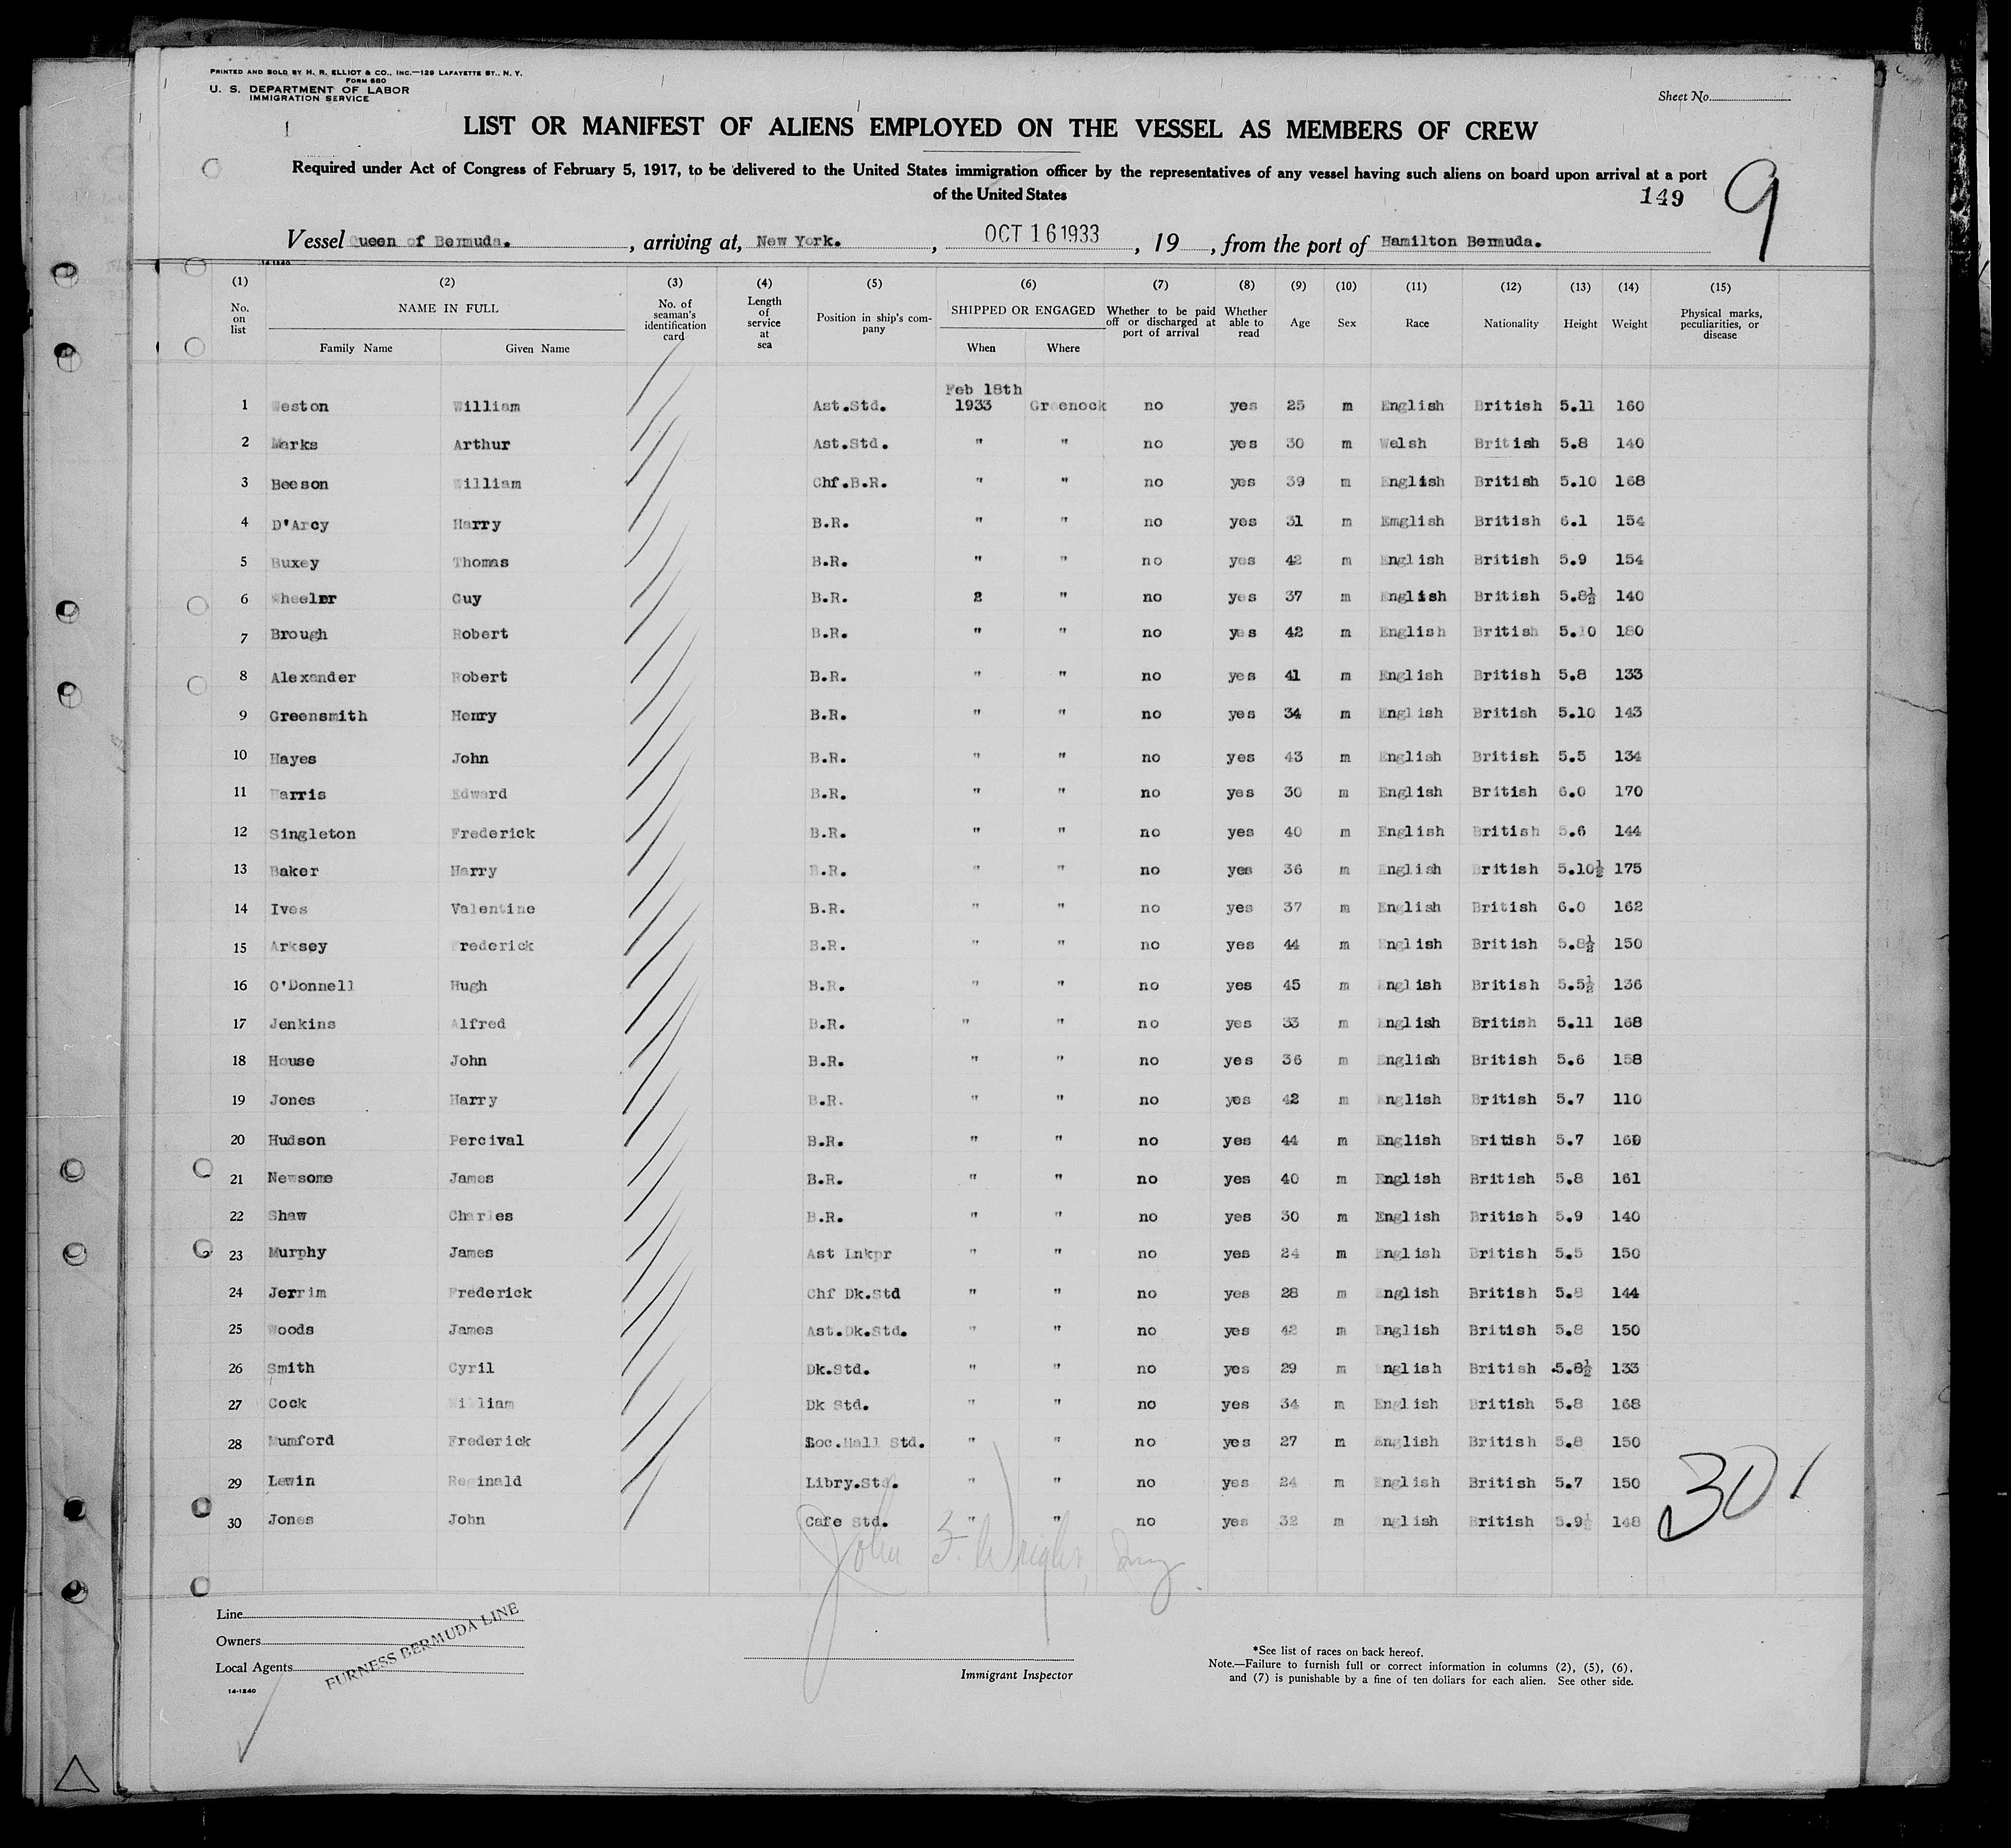 PRINTED AND SOLD BY H. R. ELLIOT & CO., INC.—129 LAFAYETTE ST., N. Y.
FORM 680
U. S. DEPARTMENT OF LABOR
IMMIGRATION SERVICE
Sheet No.
LIST OR MANIFEST OF ALIENS EMPLOYED ON THE VESSEL AS MEMBERS OF CREW
Required under Act of Congress of February 5, 1917, to be delivered to the United States immigration officer by the representatives of any vessel having such aliens on board upon arrival at a port
of the United States
149 9
Vessel Queen of Bermuda. , arriving at, New York. , OCT 16 1933 , 19 , from the port of Hamilton Bermuda.
14-1240
(1) (2) (3) (4) (5) (6) (7) (8) (9) (10) (11) (12) (13) (14) (15)
No. on list NAME IN FULL Family Name Given Name No. of seaman's identification card Length of service at sea Position in ship's company SHIPPED OR ENGAGED When Where Whether to be paid off or discharged at port of arrival Whether able to read Age Sex Race Nationality Height Weight Physical marks, peculiarities, or disease
Feb 18th
1 Weston William Ast.Std. 1933 Greenock no yes 25 m English British 5.11 160
2 Marks Arthur Ast.Std. " " no yes 30 m Welsh British 5.8 140
3 Beeson William Chf.B.R. " " no yes 39 m English British 5.10 168
4 D'Arcy Harry B.R. " " no yes 31 m Emglish British 6.1 154
5 Buxey Thomas B.R. " " no yes 42 m English British 5.9 154
6 Wheeler Guy B.R. 2 " no yes 37 m English British 5.8½ 140
7 Brough Robert B.R. " " no yes 42 m English British 5.10 180
8 Alexander Robert B.R. " " no yes 41 m English British 5.8 133
9 Greensmith Henry B.R. " " no yes 34 m English British 5.10 143
10 Hayes John B.R. " " no yes 43 m English British 5.5 134
11 Harris Edward B.R. " " no yes 30 m English British 6.0 170
12 Singleton Frederick B.R. " " no yes 40 m English British 5.6 144
13 Baker Harry B.R. " " no yes 36 m English British 5.10½ 175
14 Ives Valentine B.R. " " no yes 37 m English British 6.0 162
15 Arksey Frederick B.R. " " no yes 44 m English British 5.8½ 150
16 O'Donnell Hugh B.R. " " no yes 45 m English British 5.5½ 136
17 Jenkins Alfred B.R. " " no yes 33 m English British 5.11 168
18 House John B.R. " " no yes 36 m English British 5.6 158
19 Jones Harry B.R. " " no yes 42 m English British 5.7 110
20 Hudson Percival B.R. " " no yes 44 m English British 5.7 160
21 Newsome James B.R. " " no yes 40 m English British 5.8 161
22 Shaw Charles B.R. " " no yes 30 m English British 5.9 140
23 Murphy James Ast Lnkpr " " no yes 24 m English British 5.5 150
24 Jerrim Frederick Chf Dk.Std " " no yes 28 m English British 5.8 144
25 Woods James Ast.Dk.Std. " " no yes 42 m English British 5.8 150
26 Smith Cyril Dk.Std. " " no yes 29 m English British 5.8½ 133
27 Cock William Dk Std. " " no yes 34 m English British 5.8 168
28 Mumford Frederick Soc.Hall Std. " " no yes 27 m English British 5.8 150
29 Lewin Reginald Libry.Std. " " no yes 24 m English British 5.7 150
30 Jones John Cafe Std. " " no yes 32 m English British 5.9½ 148
30 /
John F. Wright,
Line
Owners
Local Agents
FURNESS BERMUDA LINE
14-1240
Immigrant Inspector
*See list of races on back hereof.
Note.—Failure to furnish full or correct information in columns (2), (5), (6),
and (7) is punishable by a fine of ten dollars for each alien. See other side.